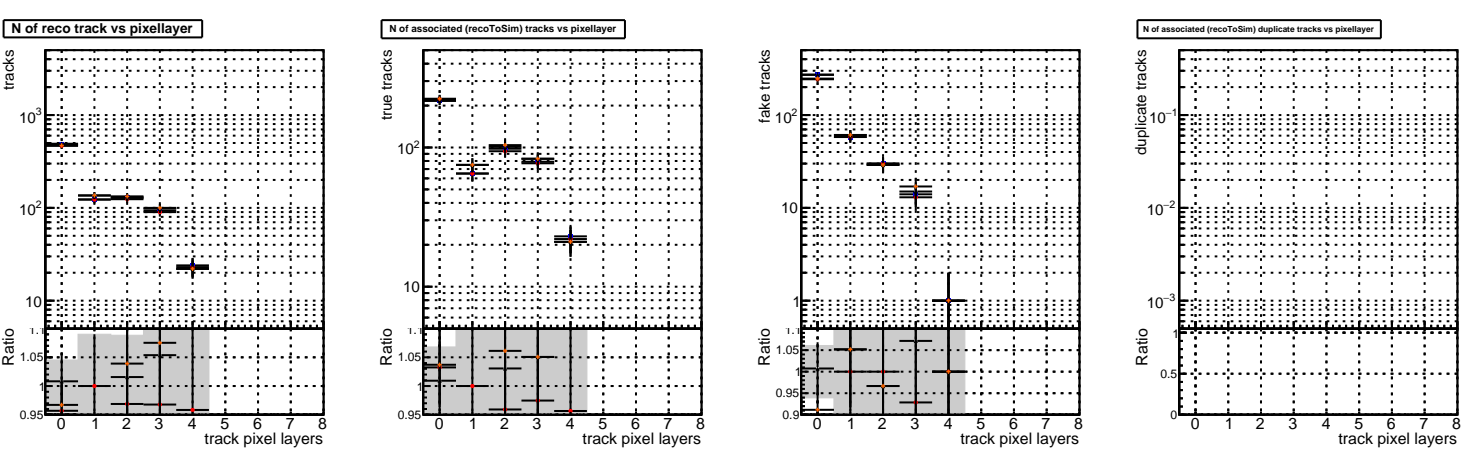 N of reco track vs pixellayer
tracks
10³
10²
10
Ratio
1.1
1.05
1
0.95
0 1 2 3 4 5 6 7 8
track pixel layers
N of associated (recoToSim) tracks vs pixellayer
true tracks
10²
10
Ratio
1.1
1.05
1
0.95
0 1 2 3 4 5 6 7 8
track pixel layers
fake tracks
10²
10
1
Ratio
1.05
1
0.95
0.9
0 1 2 3 4 5 6 7 8
track pixel layers
N of associated (recoToSim) duplicate tracks vs pixellayer
duplicate tracks
10⁻¹
10⁻²
10⁻³
Ratio
1
0.5
0
0 1 2 3 4 5 6 7 8
track pixel layers